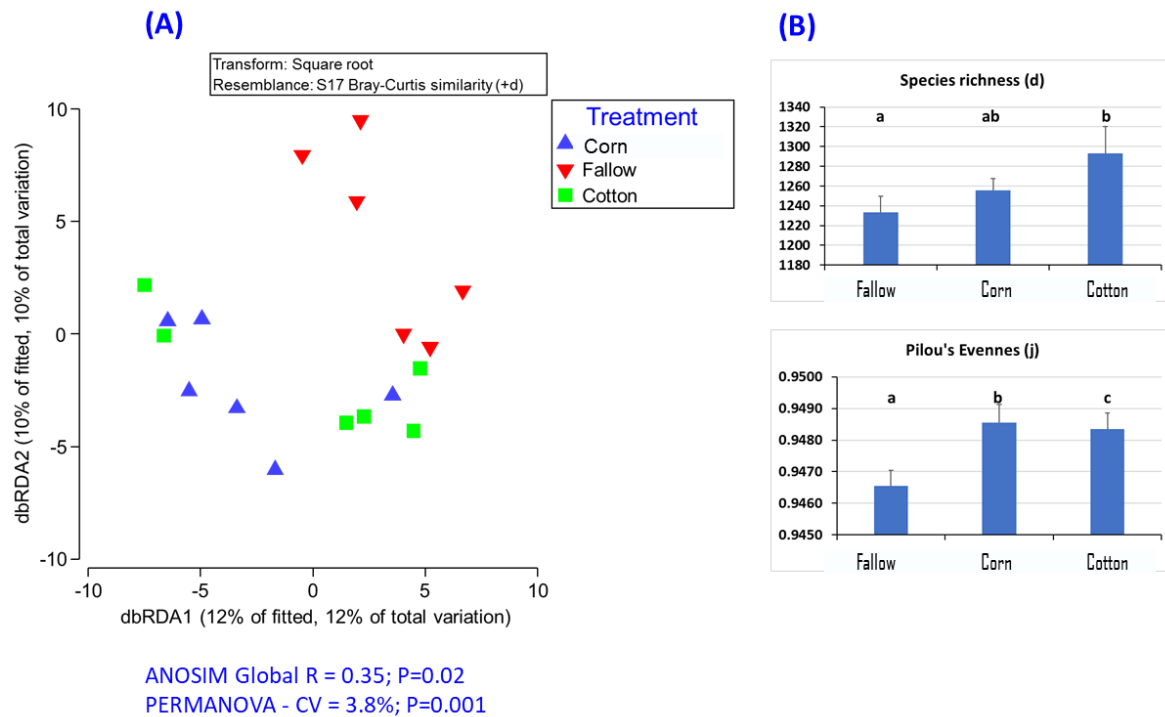 (A)
Transform: Square root
Resemblance: S17 Bray-Curtis similarity (+d)
Treatment
Corn
Fallow
Cotton
10
5
0
-5
-10
dbRDA2 (10% of fitted, 10% of total variation)
-10
-5
0
5
10
dbRDA1 (12% of fitted, 12% of total variation)
ANOSIM Global R = 0.35; P=0.02
PERMANOVA - CV = 3.8%; P=0.001
(B)
Species richness (d)
1340
1320
1300
1280
1260
1240
1220
1200
1180
a
ab
b
Fallow
Corn
Cotton
Pilou's Evennes (j)
0.9500
0.9490
0.9480
0.9470
0.9460
0.9450
a
b
c
Fallow
Corn
Cotton